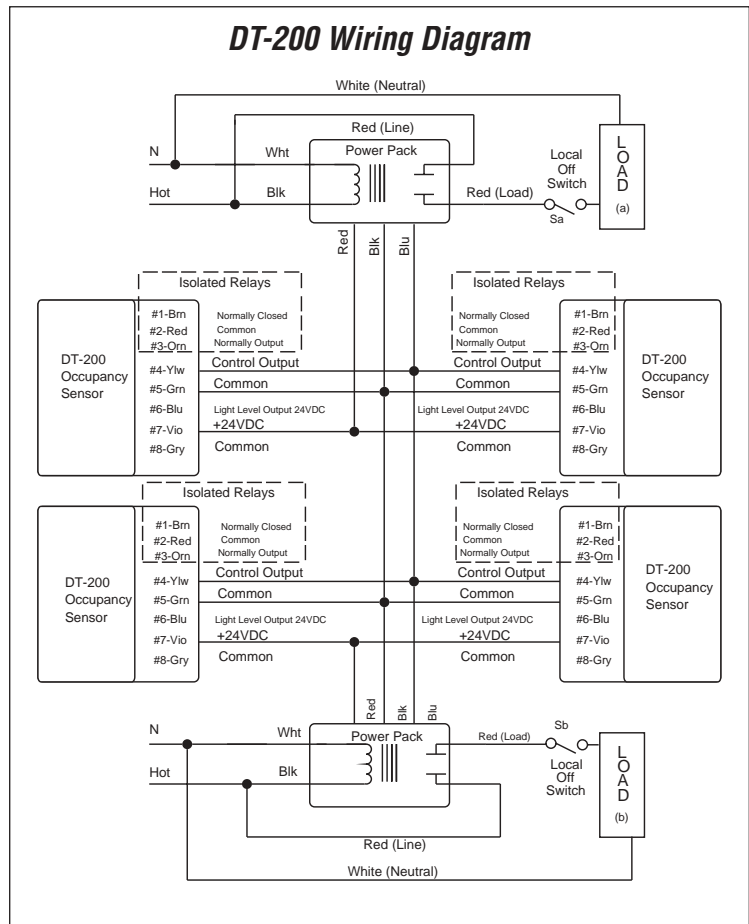 DT-200 Wiring Diagram
White (Neutral)
Red (Line)
N
Wht
Power Pack
Local
Off
Switch
LOAD
(a)
Hot
Blk
Red (Load)
Sa
Red
Blk
Blu
Isolated Relays
#1-Brn
Normally Closed
#2-Red
Common
#3-Orn
Normally Output
DT-200
Occupancy
Sensor
#4-Ylw
Control Output
#5-Grn
Common
#6-Blu
Light Level Output 24VDC
#7-Vio
+24VDC
#8-Gry
Common
Isolated Relays
Normally Closed
#1-Brn
Common
#2-Red
Normally Output
#3-Orn
Control Output
#4-Ylw
Common
#5-Grn
Light Level Output 24VDC
#6-Blu
+24VDC
#7-Vio
Common
#8-Gry
DT-200
Occupancy
Sensor
Isolated Relays
#1-Brn
Normally Closed
#2-Red
Common
#3-Orn
Normally Output
DT-200
Occupancy
Sensor
#4-Ylw
Control Output
#5-Grn
Common
#6-Blu
Light Level Output 24VDC
#7-Vio
+24VDC
#8-Gry
Common
Isolated Relays
Normally Closed
#1-Brn
Common
#2-Red
Normally Output
#3-Orn
Control Output
#4-Ylw
Common
#5-Grn
Light Level Output 24VDC
#6-Blu
+24VDC
#7-Vio
Common
#8-Gry
DT-200
Occupancy
Sensor
Red
Blk
Blu
N
Wht
Power Pack
Red (Load)
Sb
Local
Off
Switch
LOAD
(b)
Hot
Blk
Red (Line)
White (Neutral)